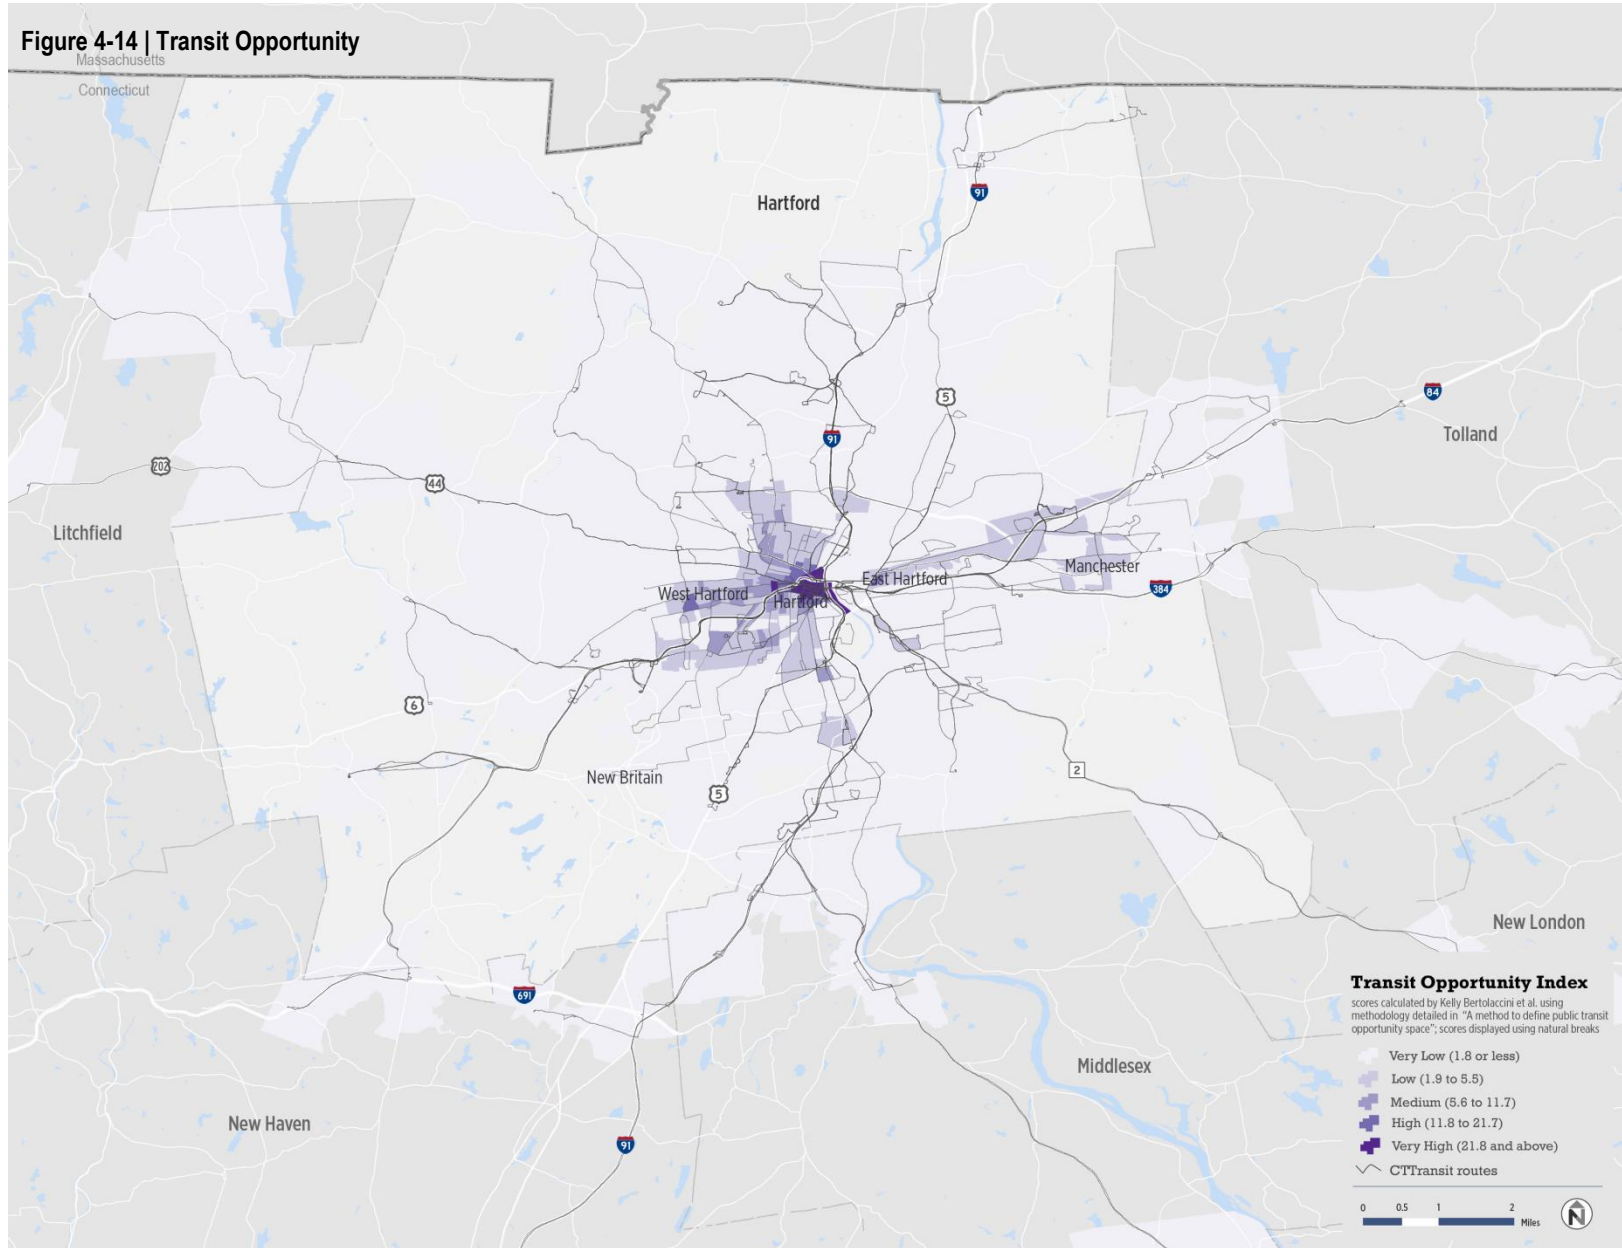 Figure 4-14 | Transit Opportunity
Massachusetts
Connecticut
91
Hartford
84
5
Tolland
91
202
44
Litchfield
Manchester
East Hartford
384
West Hartford
Hartford
6
2
New Britain
5
New London
691
Middlesex
New Haven
91
Transit Opportunity Index
scores calculated by Kelly Bertolaccini et al. using
methodology detailed in "A method to define public transit
opportunity space"; scores displayed using natural breaks
Very Low (1.8 or less)
Low (1.9 to 5.5)
Medium (5.6 to 11.7)
High (11.8 to 21.7)
Very High (21.8 and above)
CTTransit routes
0 0.5 1 2
Miles
N